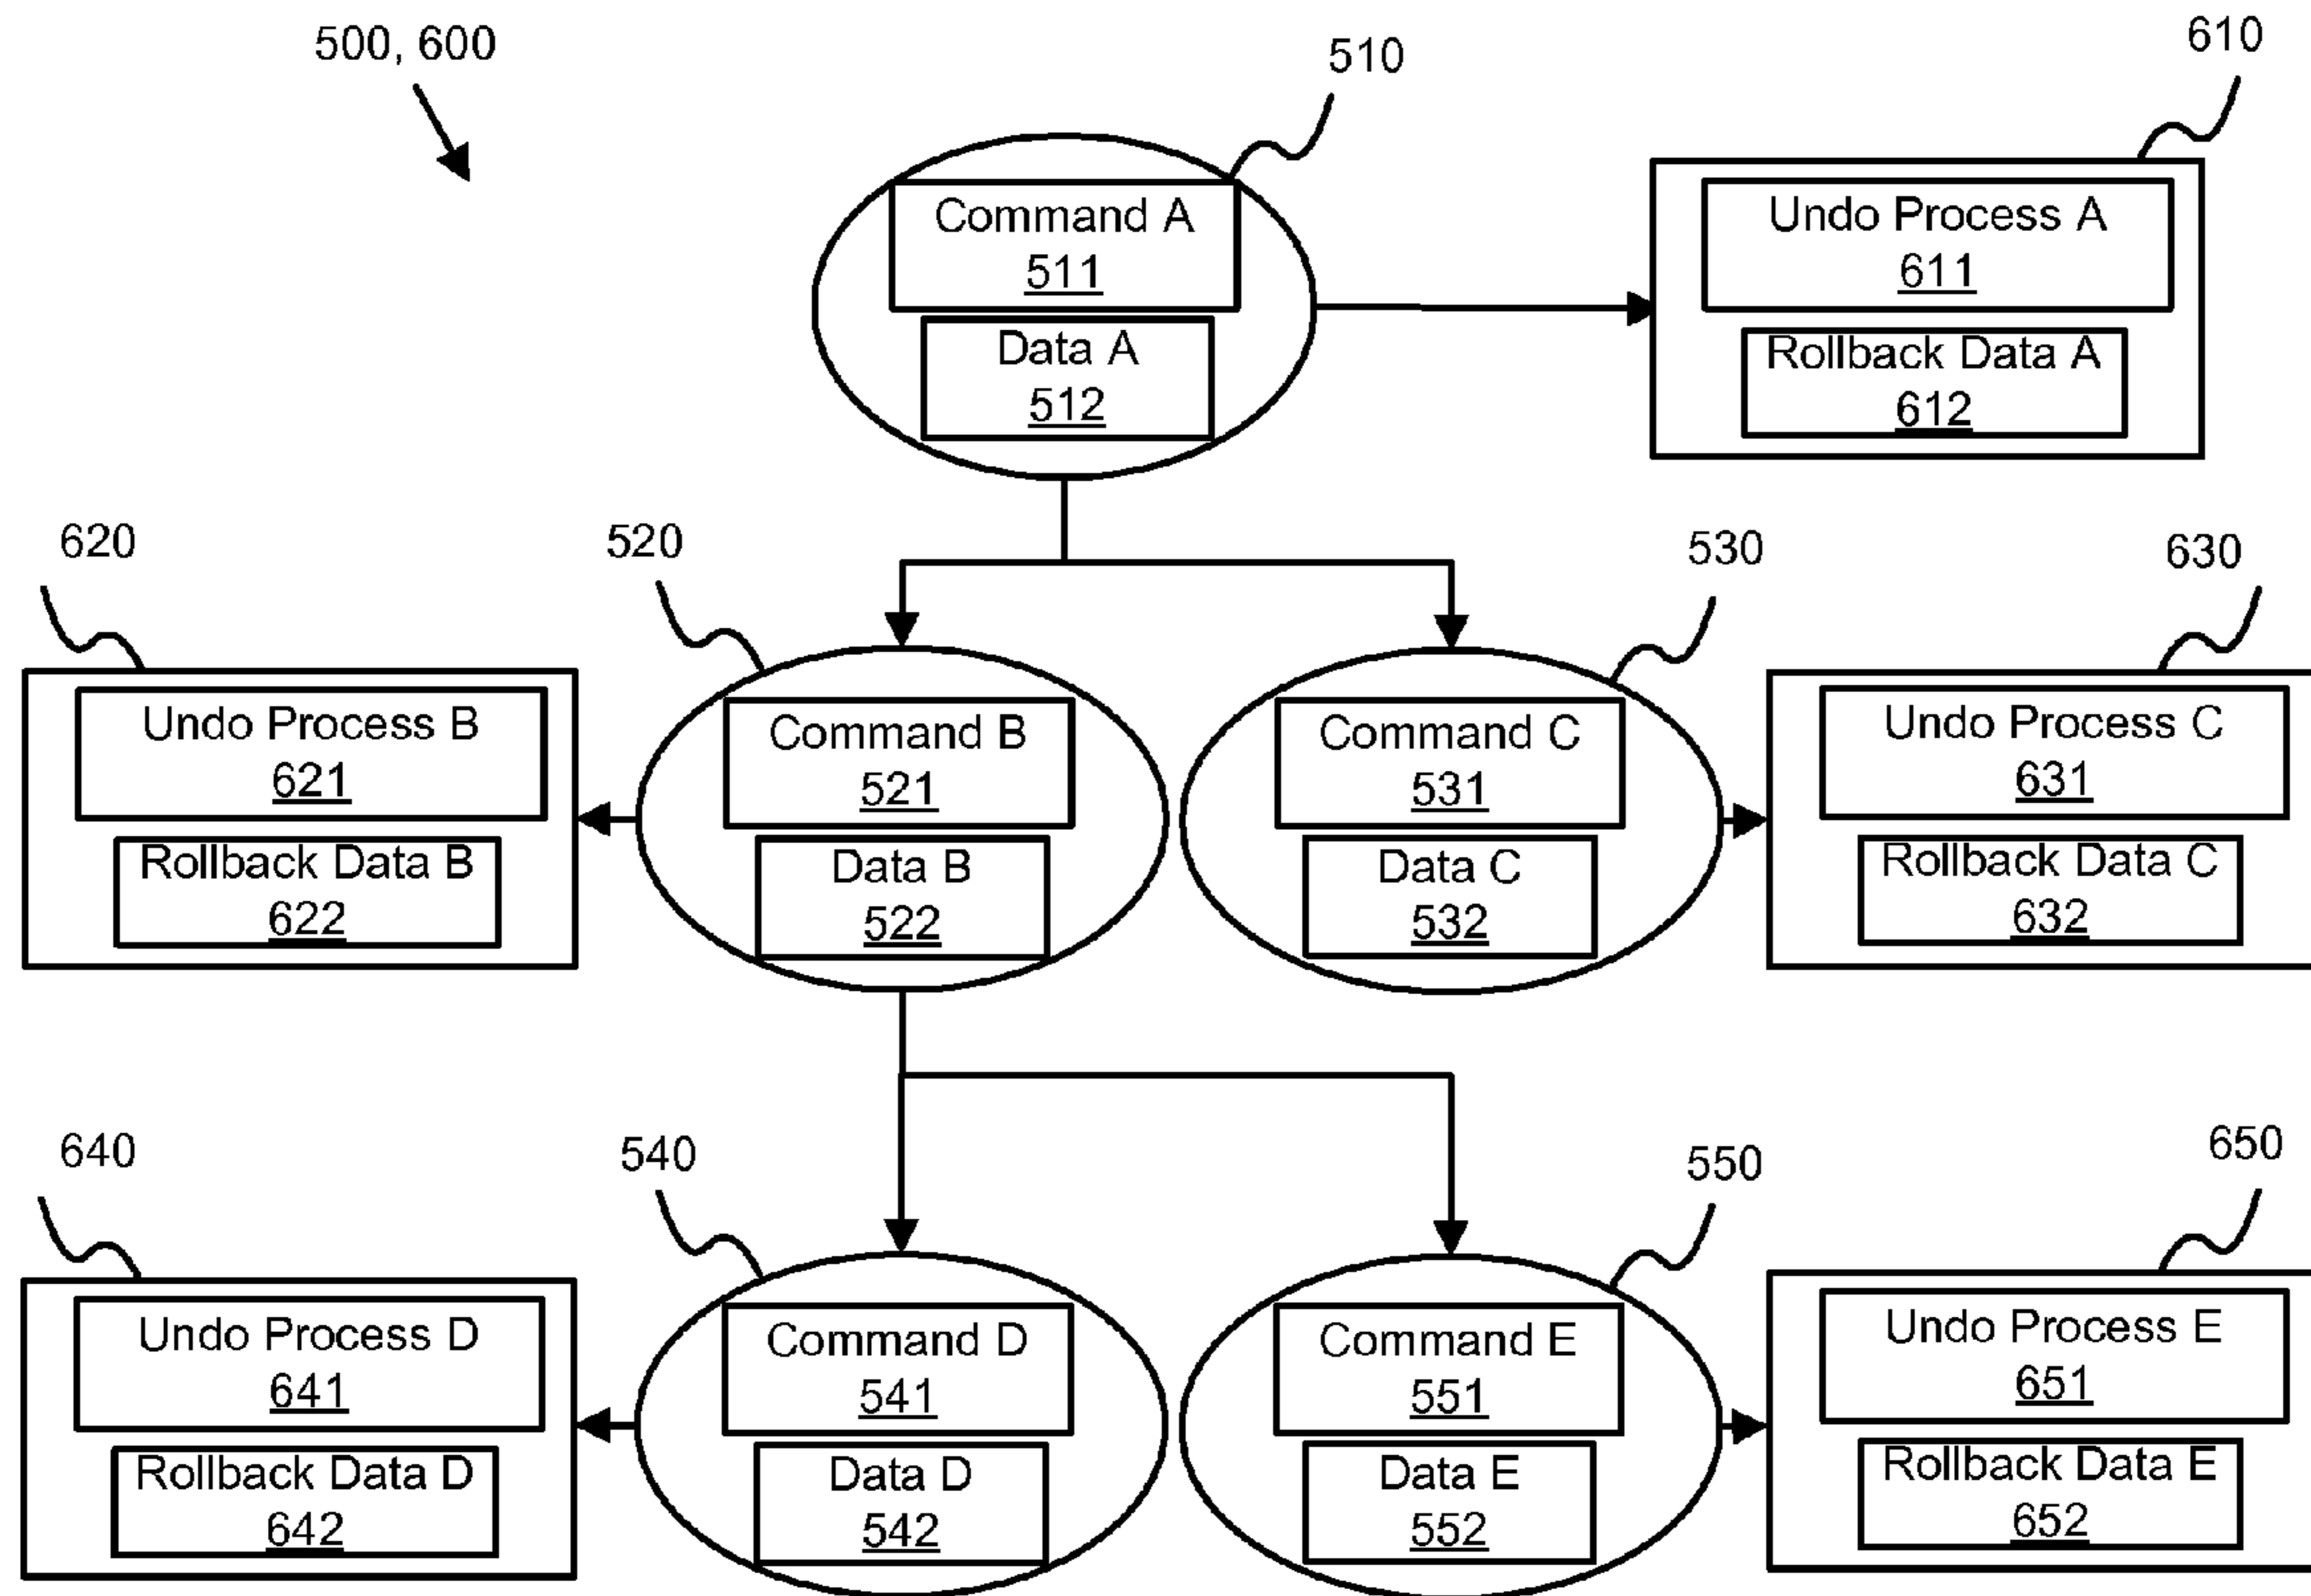 500, 600
510
610
Command A
511
Data A
512
Undo Process A
611
Rollback Data A
612
620
520
530
630
Undo Process B
621
Rollback Data B
622
Command B
521
Data B
522
Command C
531
Data C
532
Undo Process C
631
Rollback Data C
632
640
540
550
650
Undo Process D
641
Rollback Data D
642
Command D
541
Data D
542
Command E
551
Data E
552
Undo Process E
651
Rollback Data E
652